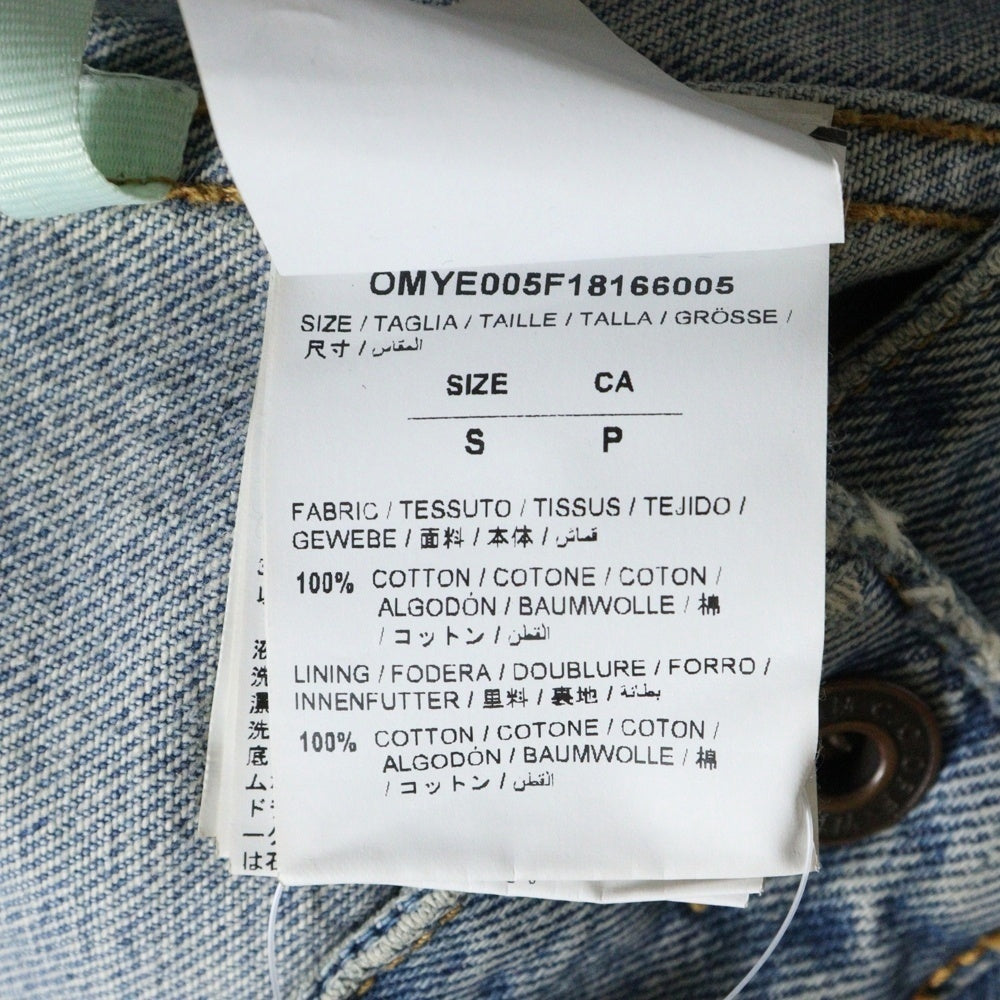 OMYE005F18166005
SIZE / TAGLIA / TAILLE / TALLA / GRÖSSE /
尺寸 / المقاس
SIZE CA
S P
FABRIC / TESSUTO / TISSUS / TEJIDO /
GEWEBE / 面料 / 本体 / قماش
100% COTTON / COTONE / COTON /
ALGODÓN / BAUMWOLLE / 棉
/ コットン / القطن
LINING / FODERA / DOUBLURE / FORRO /
INNENFUTTER / 里料 / 裏地 / بطانة
100% COTTON / COTONE / COTON /
ALGODÓN / BAUMWOLLE / 棉
/ コットン / القطن